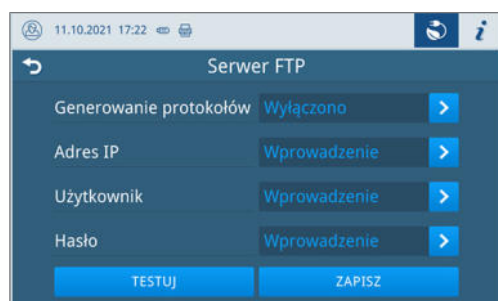 11.10.2021 17:22
Serwer FTP
Generowanie protokołów Wyłączono
Adres IP Wprowadzenie
Użytkownik Wprowadzenie
Hasło Wprowadzenie
TESTUJ ZAPISZ